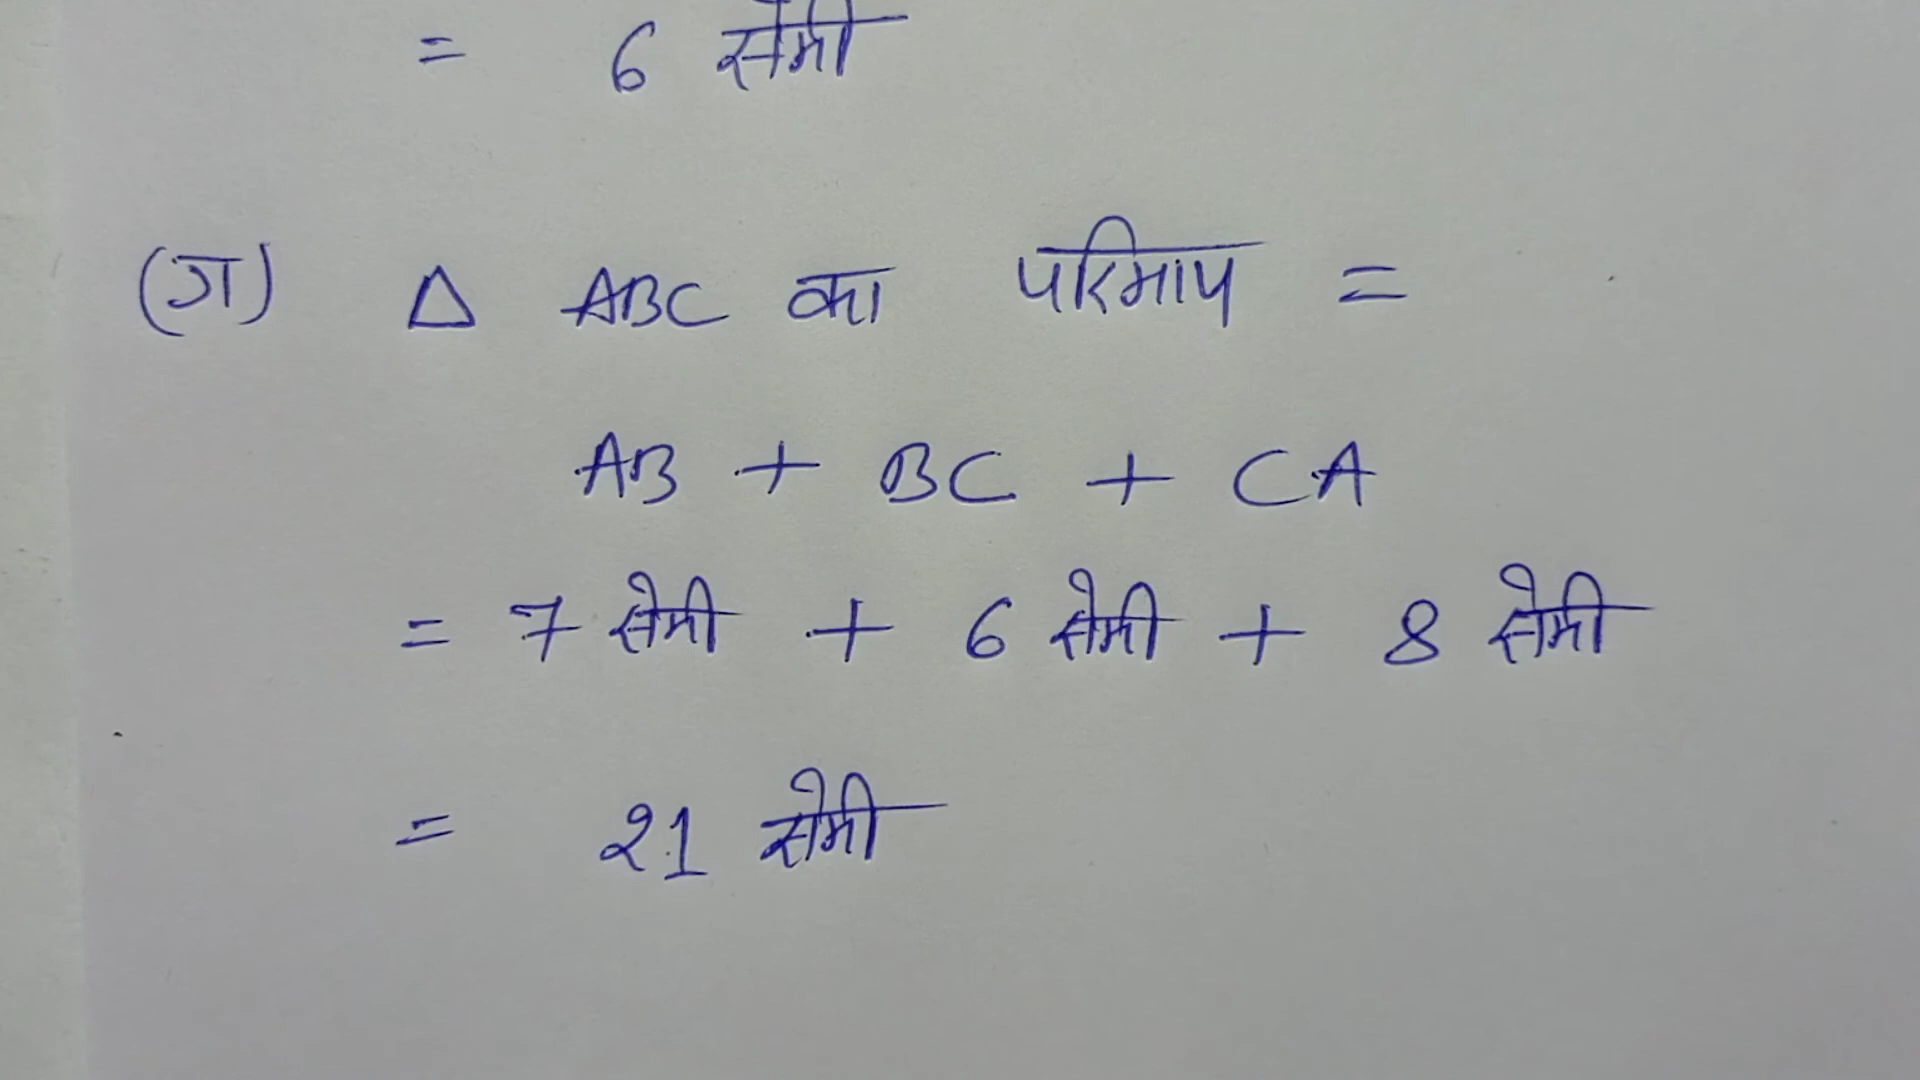 = 6 सेमी
(ज) △ ABC का परिमाप =
AB + BC + CA
= 7 सेमी + 6 सेमी + 8 सेमी
= 21 सेमी